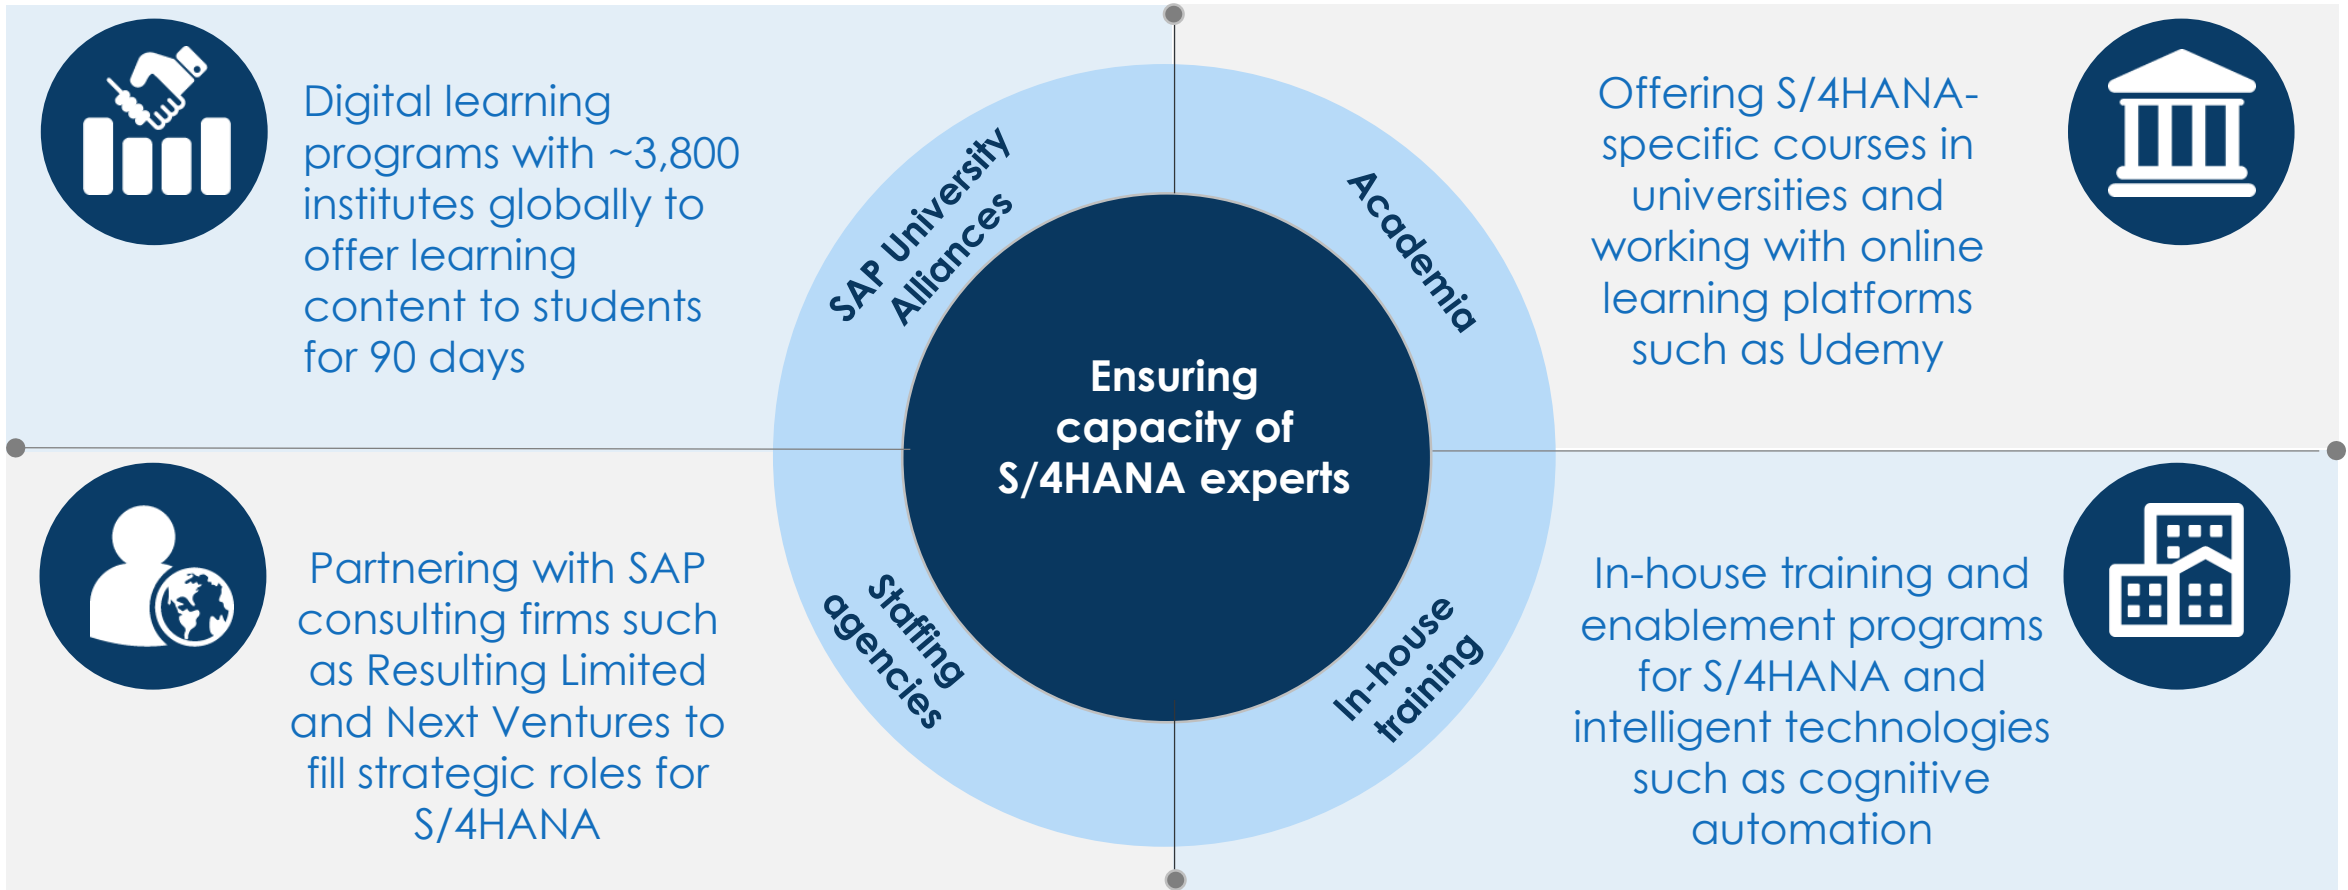 Digital learning
programs with ~3,800
institutes globally to
offer learning
content to students
for 90 days
SAP University
Alliances
Academia
Offering S/4HANA-
specific courses in
universities and
working with online
learning platforms
such as Udemy
Ensuring
capacity of
S/4HANA experts
Partnering with SAP
consulting firms such
as Resulting Limited
and Next Ventures to
fill strategic roles for
S/4HANA
Staffing
agencies
In-house
training
In-house training and
enablement programs
for S/4HANA and
intelligent technologies
such as cognitive
automation